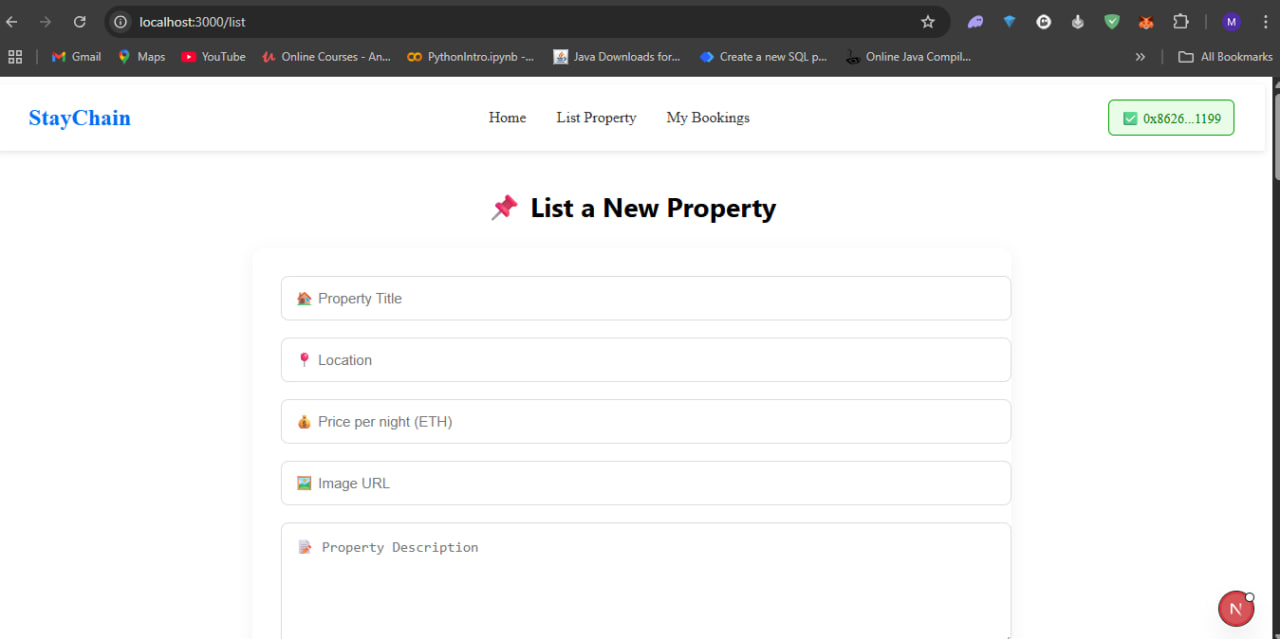 localhost:3000/list
M
Gmail Maps YouTube Online Courses - An... PythonIntro.ipynb -... Java Downloads for... Create a new SQL p... Online Java Compil... » All Bookmarks
StayChain Home List Property My Bookings ✅ 0x8626...1199
📌 List a New Property
🏠 Property Title
📍 Location
💰 Price per night (ETH)
🖼️ Image URL
📝 Property Description
N